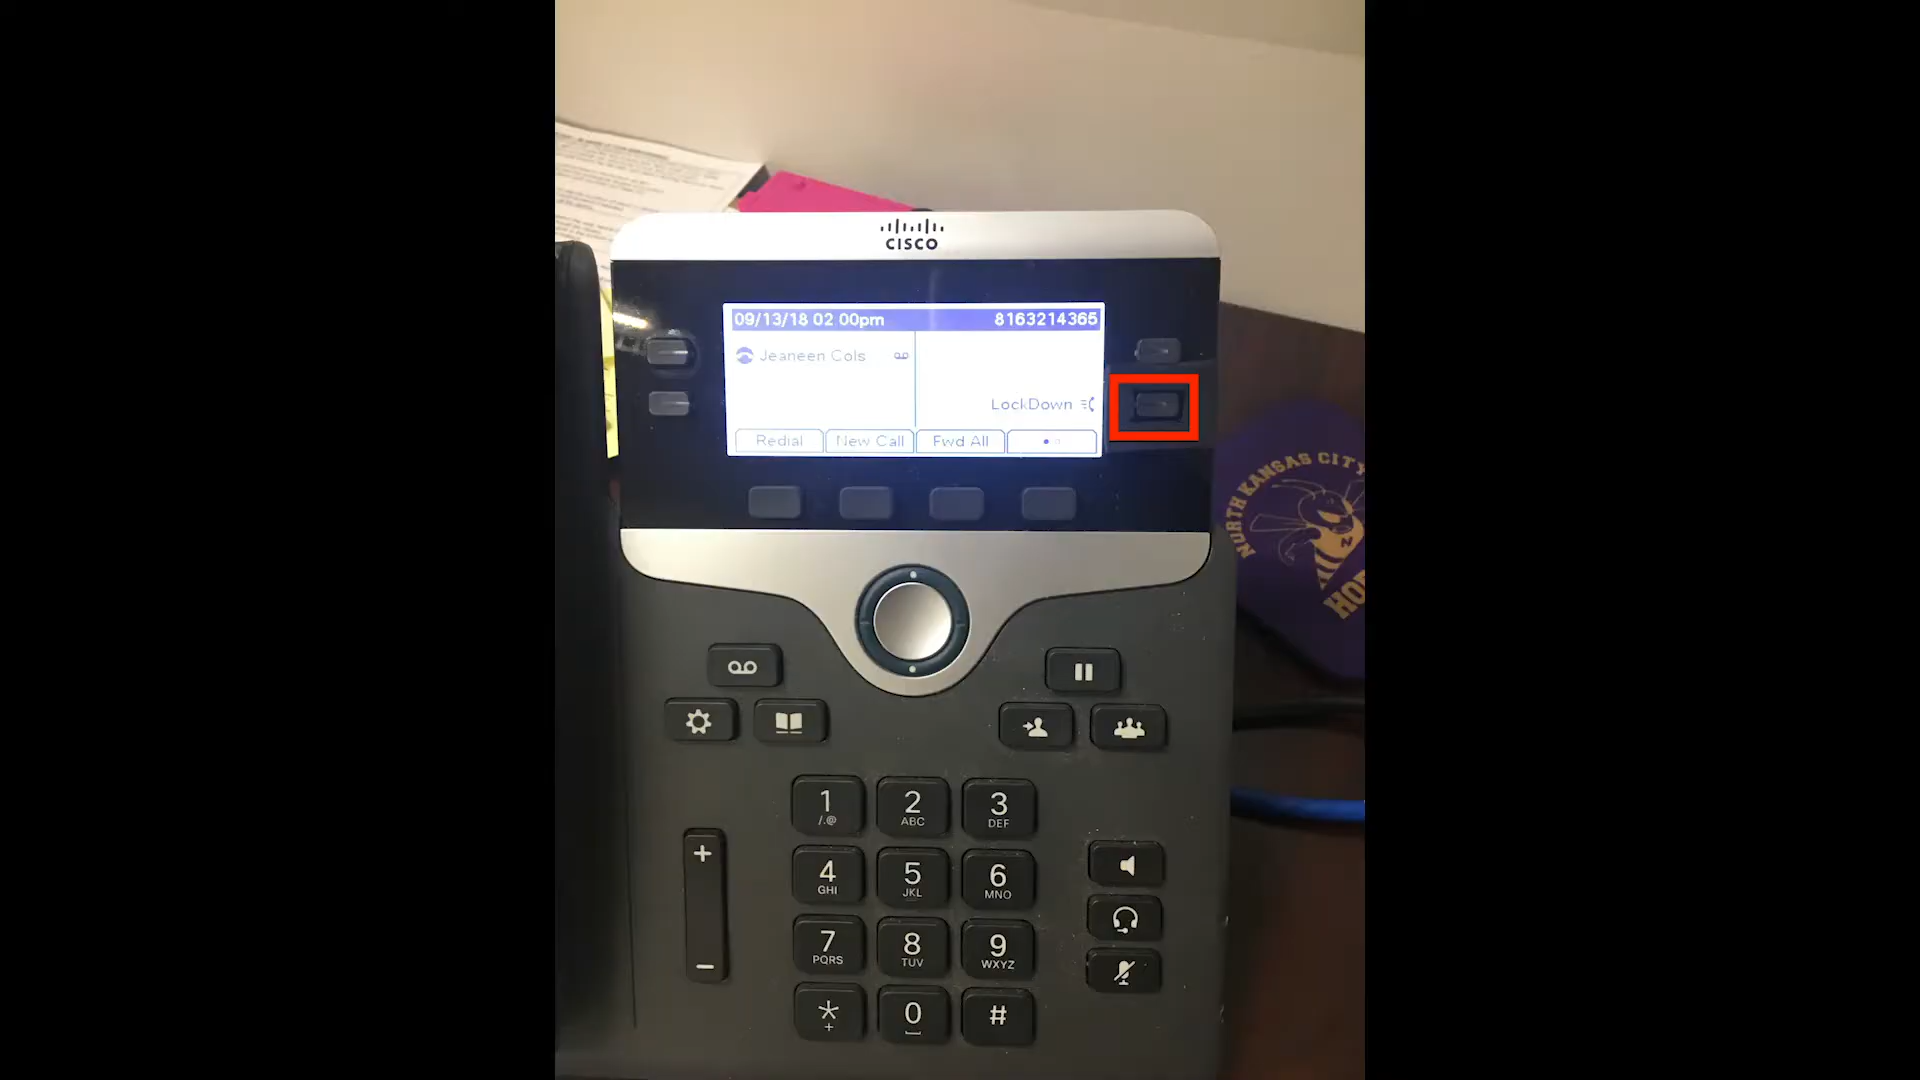 CISCO
09/13/18 02 00pm 8163214365
Jeaneen Cols
LockDown
Redial New Call Fwd All
NORTH KANSAS CITY
N
1 2 3
/.@ ABC DEF
4 5 6
GHI JKL MNO
7 8 9
PQRS TUV WXYZ
* 0 #
+